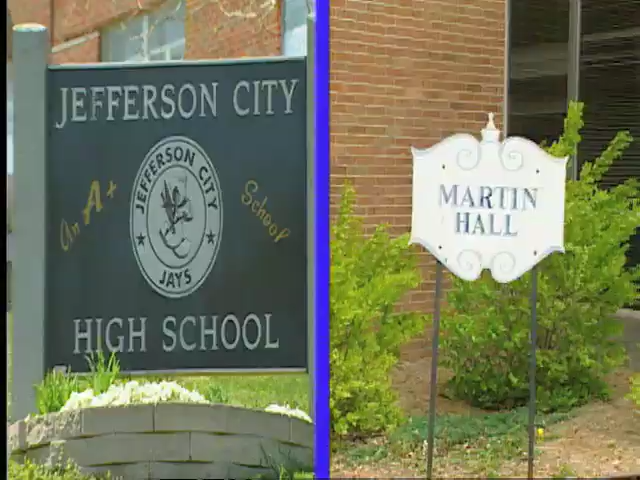 JEFFERSON CITY
An A+ School
JEFFERSON CITY
JAYS
HIGH SCHOOL
MARTIN
HALL